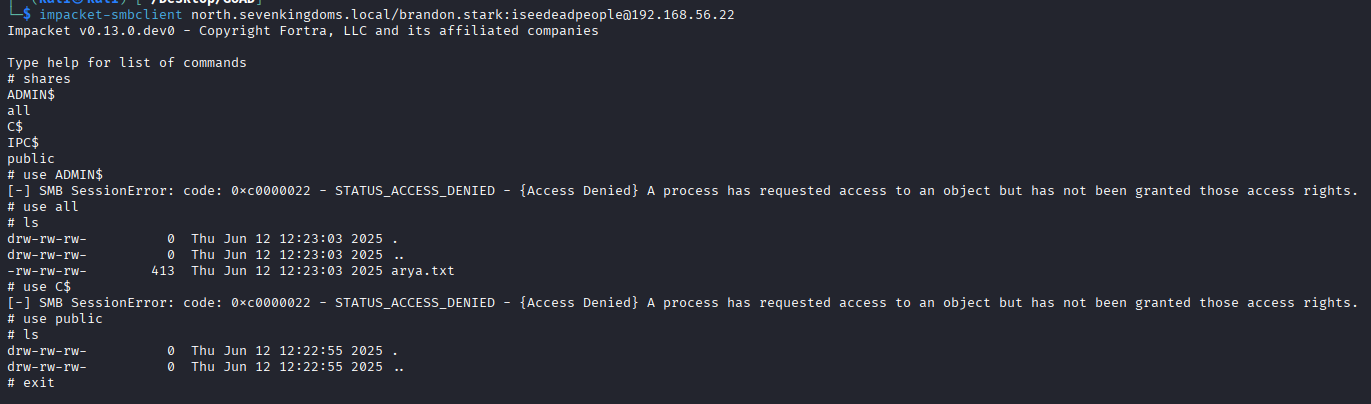 └─$ impacket-smbclient north.sevenkingdoms.local/brandon.stark:iseedeadpeople@192.168.56.22
Impacket v0.13.0.dev0 - Copyright Fortra, LLC and its affiliated companies
Type help for list of commands
# shares
ADMIN$
all
C$
IPC$
public
# use ADMIN$
[-] SMB SessionError: code: 0xc0000022 - STATUS_ACCESS_DENIED - {Access Denied} A process has requested access to an object but has not been granted those access rights.
# use all
# ls
drw-rw-rw-          0  Thu Jun 12 12:23:03 2025 .
drw-rw-rw-          0  Thu Jun 12 12:23:03 2025 ..
-rw-rw-rw-        413  Thu Jun 12 12:23:03 2025 arya.txt
# use C$
[-] SMB SessionError: code: 0xc0000022 - STATUS_ACCESS_DENIED - {Access Denied} A process has requested access to an object but has not been granted those access rights.
# use public
# ls
drw-rw-rw-          0  Thu Jun 12 12:22:55 2025 .
drw-rw-rw-          0  Thu Jun 12 12:22:55 2025 ..
# exit